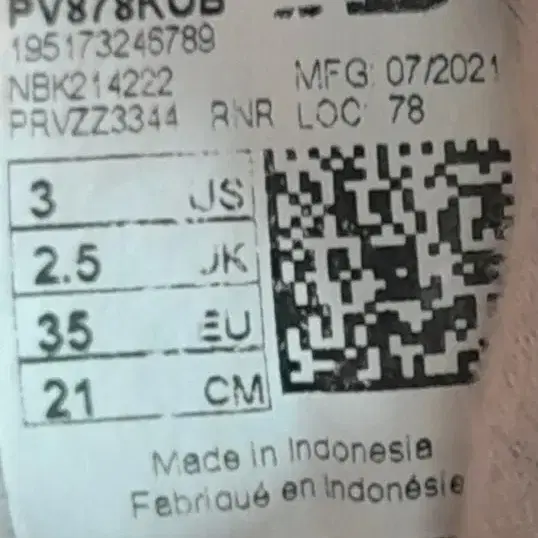 195173246789
NBK214222 MFG: 07/2021
PRVZZ3344 RNR LOC: 78
3 US
2.5 JK
35 EU
21 CM
Made in Indonesia
Fabriqué en Indonésie